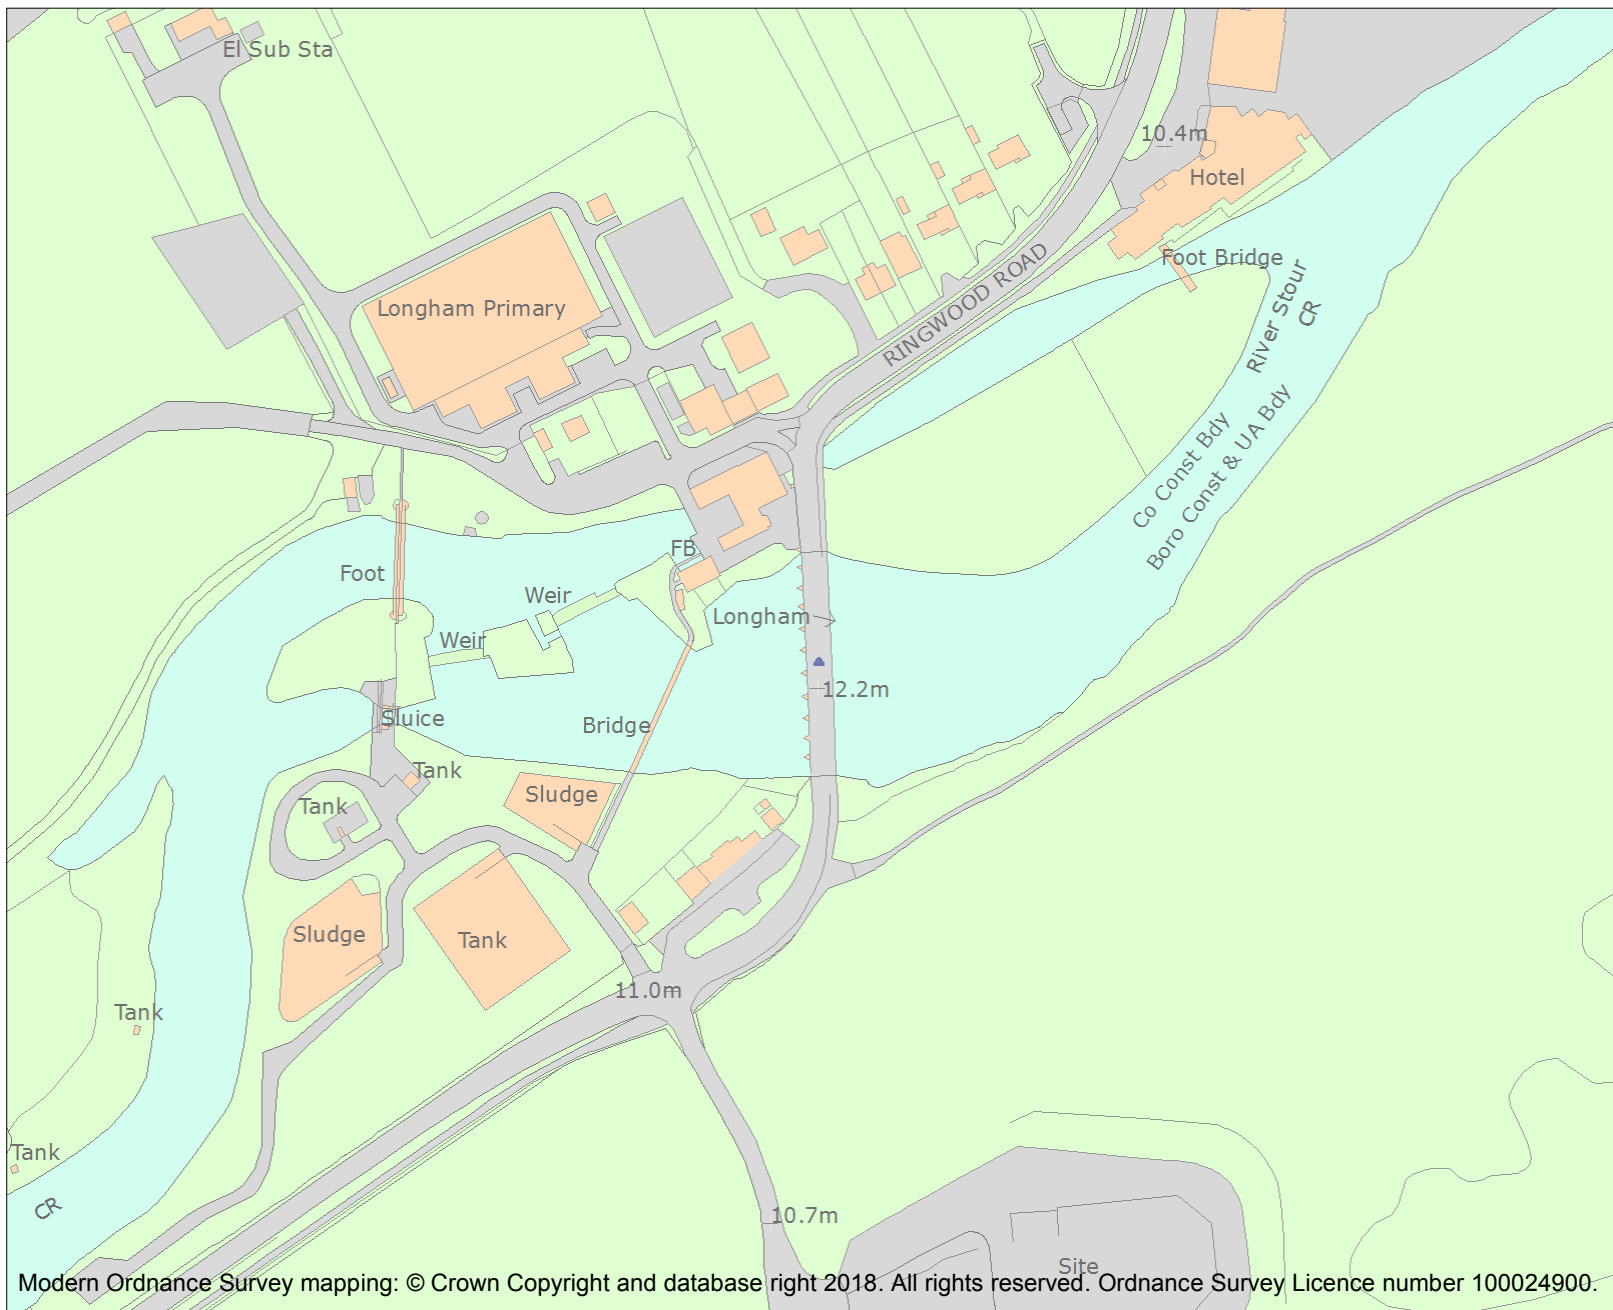 El Sub Sta
10.4m
Hotel
Foot Bridge
RINGWOOD ROAD
Longham Primary
River Stour
CR
Co Const Bdy
Boro Const & UA Bdy
FB
Foot
Weir
Weir
Longham
12.2m
Sluice
Bridge
Tank
Sludge
Tank
Sludge
Tank
11.0m
Tank
Tank
CR
10.7m
Site
Modern Ordnance Survey mapping: © Crown Copyright and database right 2018. All rights reserved. Ordnance Survey Licence number 100024900.